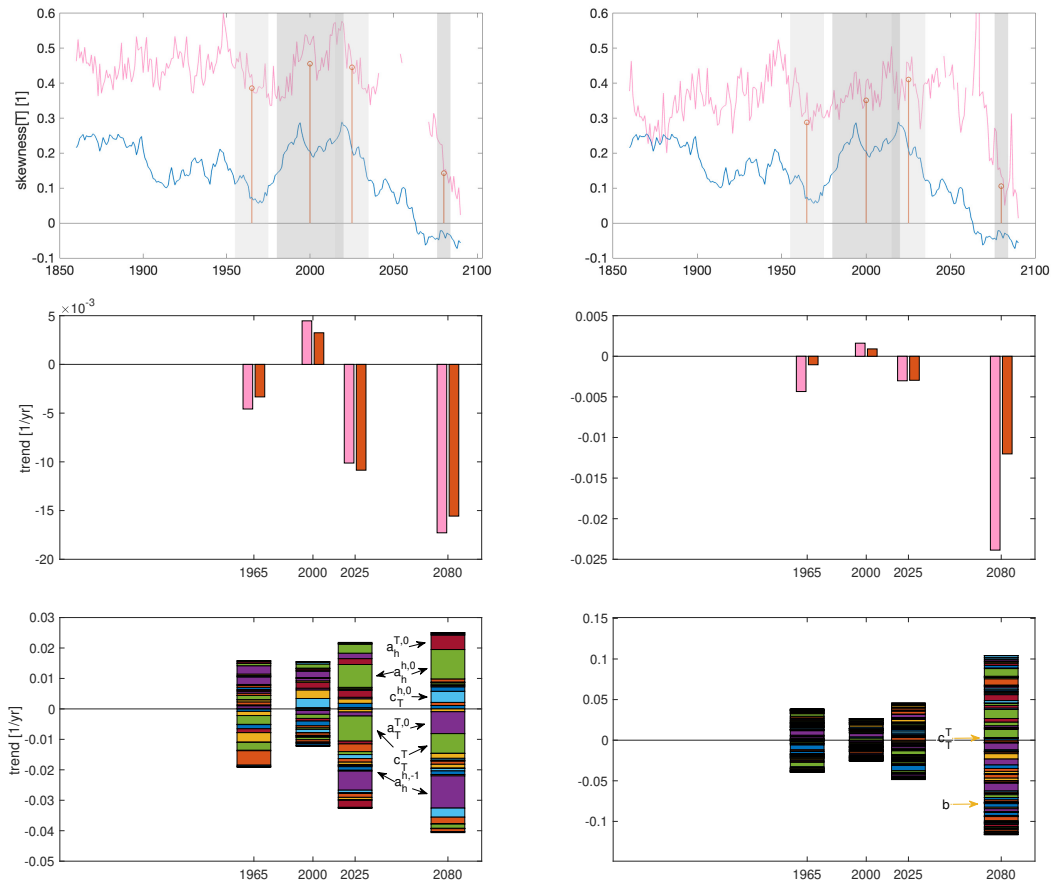 0.6
0.5
0.4
0.3
0.2
0.1
0
-0.1
skewness[T] [1]
1850 1900 1950 2000 2050 2100
0.6
0.5
0.4
0.3
0.2
0.1
0
-0.1
1850 1900 1950 2000 2050 2100
×10⁻³
5
0
-5
-10
-15
-20
trend [1/yr]
1965 2000 2025 2080
0.005
0
-0.005
-0.01
-0.015
-0.02
-0.025
1965 2000 2025 2080
0.03
0.02
0.01
0
-0.01
-0.02
-0.03
-0.04
-0.05
trend [1/yr]
a_h^{T,0}
a_h^{h,0}
c_T^{h,0}
a_T^{T,0}
c_T^T
a_h^{h,-1}
1965 2000 2025 2080
0.15
0.1
0.05
0
-0.05
-0.1
c_T^T
b
1965 2000 2025 2080